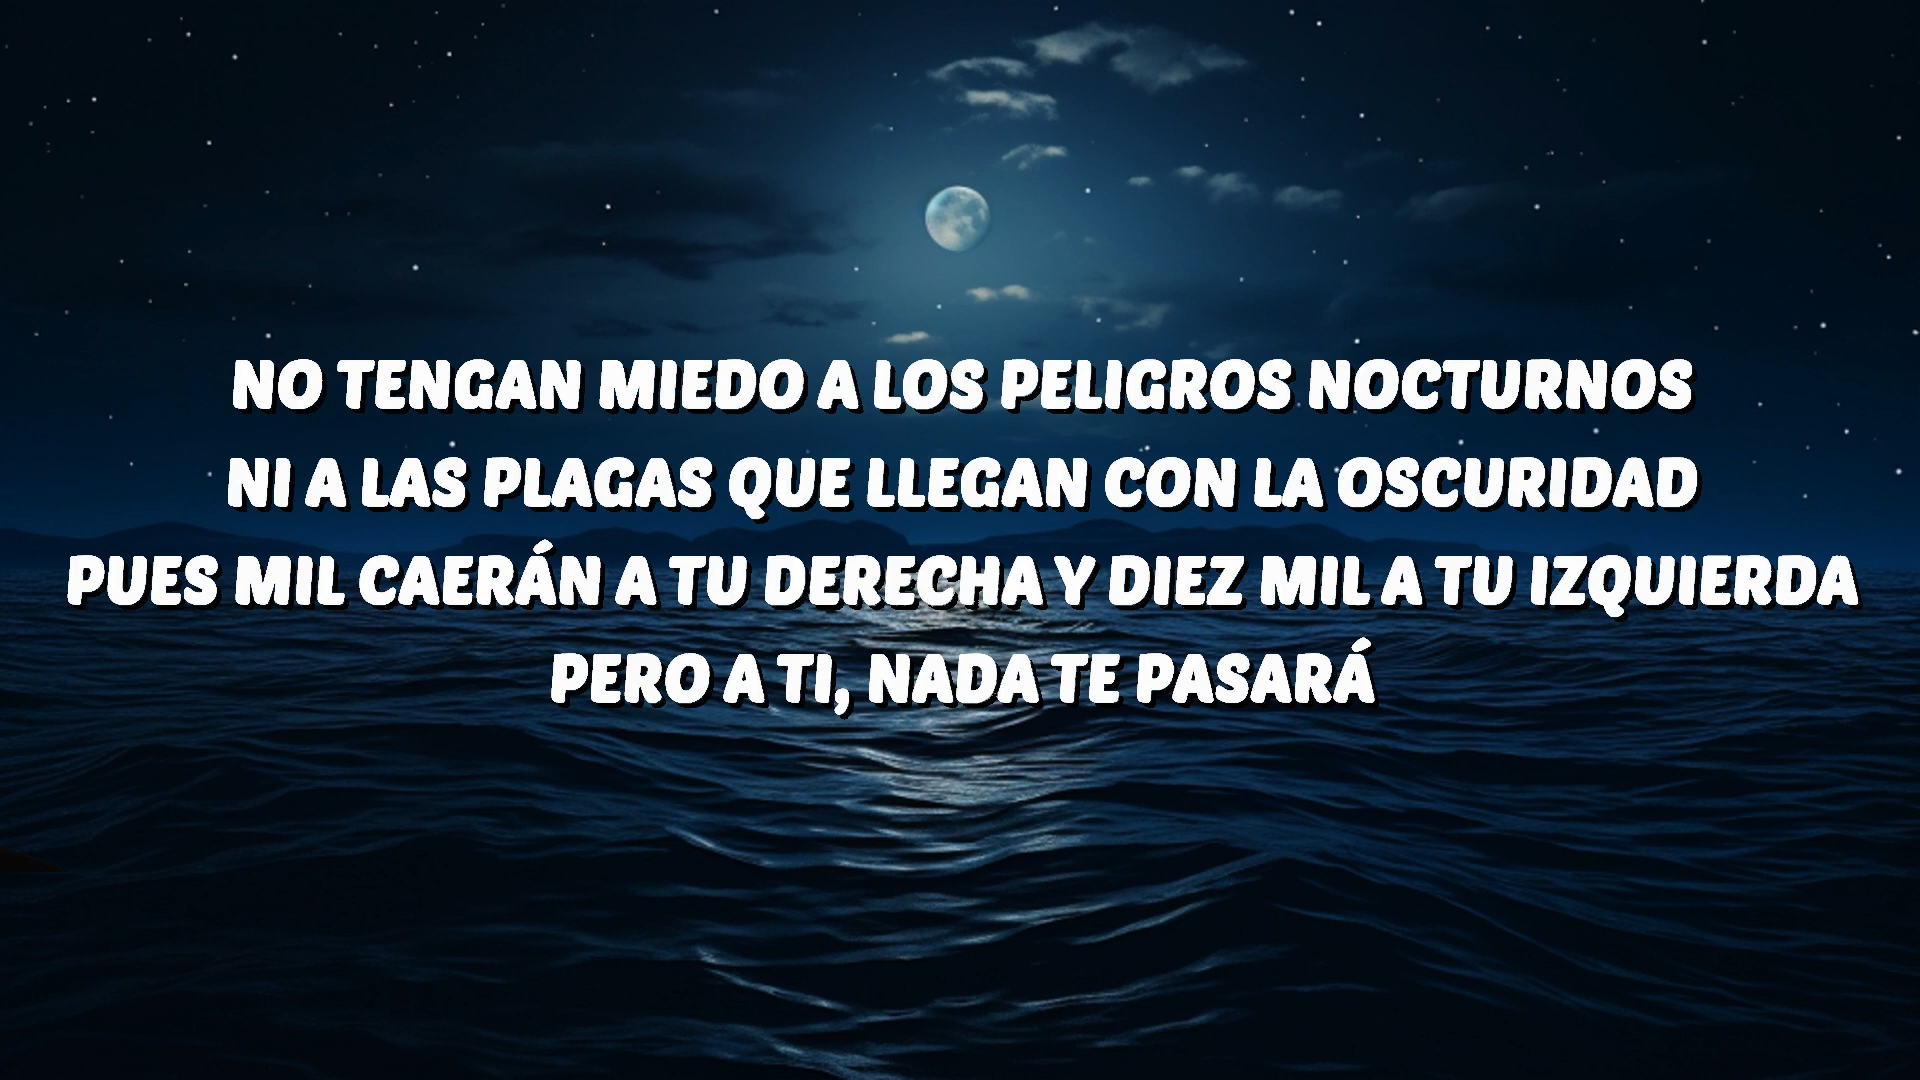 NO TENGAN MIEDO A LOS PELIGROS NOCTURNOS
NI A LAS PLAGAS QUE LLEGAN CON LA OSCURIDAD
PUES MIL CAERÁN A TU DERECHA Y DIEZ MIL A TU IZQUIERDA
PERO A TI, NADA TE PASARÁ